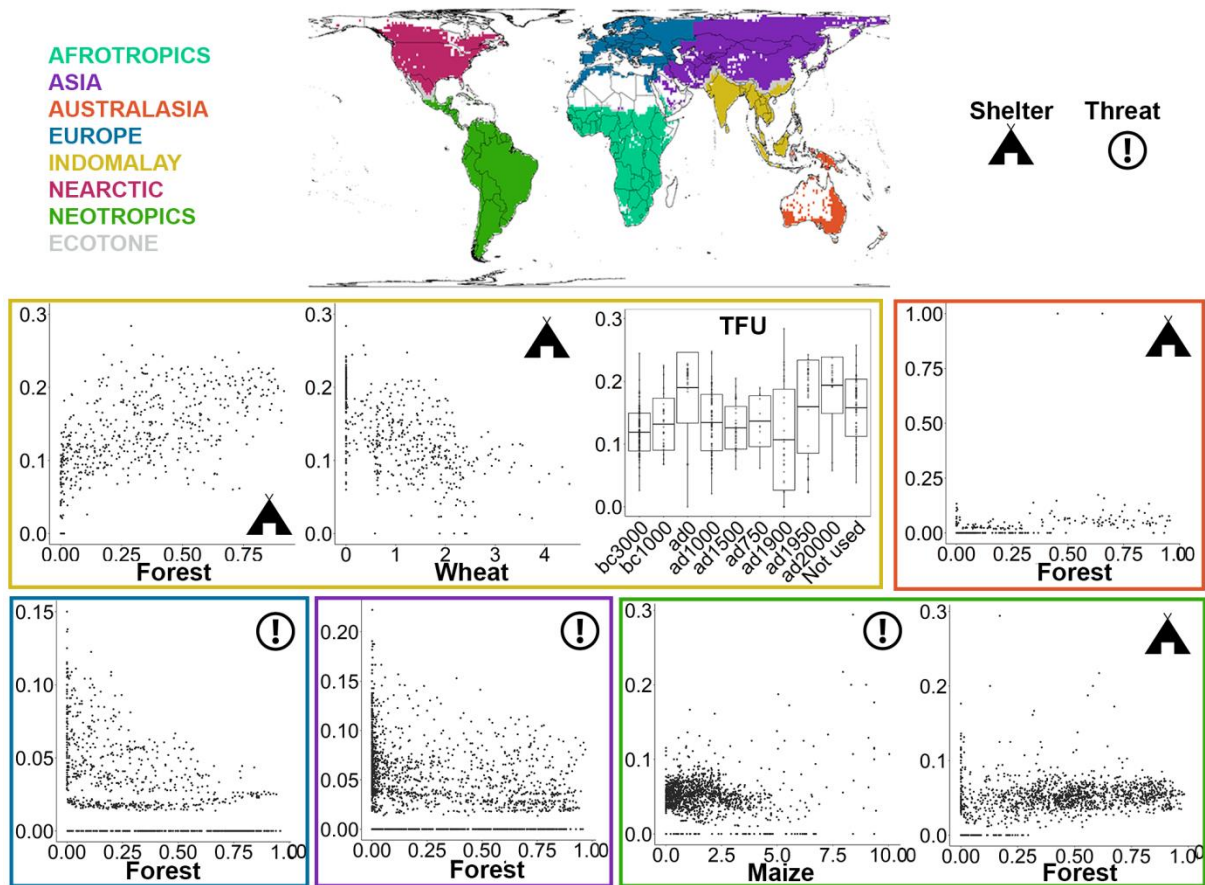 AFROTROPICS
ASIA
AUSTRALASIA
EUROPE
INDOMALAY
NEARCTIC
NEOTROPICS
ECOTONE
Shelter Threat
!
0.3
0.2
0.1
0.0
0.00 0.25 0.50 0.75
Forest
0.3
0.2
0.1
0.0
0 1 2 3 4
Wheat
TFU
0.3
0.2
0.1
0.0
bc3000
bc1000
ad0
ad1000
ad1500
ad1750
ad1900
ad1950
ad20000
Not used
1.00
0.75
0.50
0.25
0.00
0.00 0.25 0.50 0.75 1.00
Forest
!
0.15
0.10
0.05
0.00
0.00 0.25 0.50 0.75 1.00
Forest
!
0.20
0.15
0.10
0.05
0.00
0.00 0.25 0.50 0.75 1.00
Forest
!
0.3
0.2
0.1
0.0
0.00 2.5 5.0 7.5 10.00
Maize
0.3
0.2
0.1
0.0
0.00 0.25 0.50 0.75 1.00
Forest